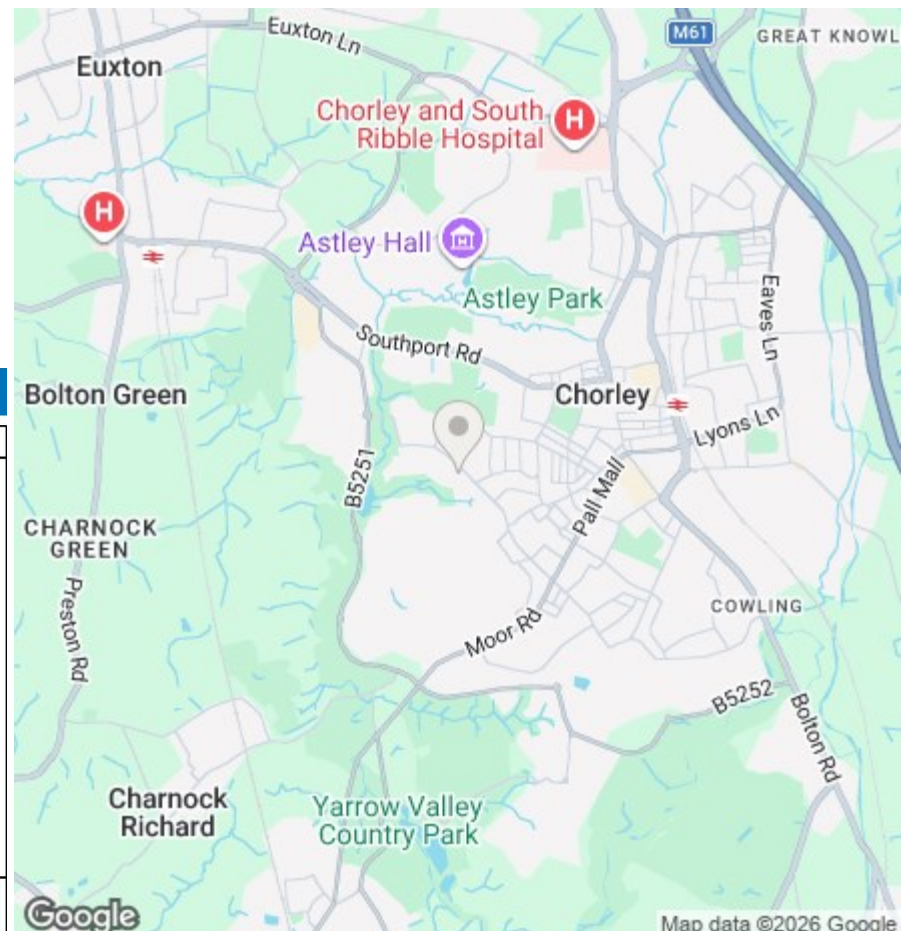 Euxton Ln
M61
GREAT KNOWL
Euxton
Chorley and South
Ribble Hospital
H
H
Astley Hall
Astley Park
Eaves Ln
Southport Rd
Bolton Green
Chorley
Lyons Ln
B5251
Pall Mall
CHARNOCK
GREEN
Preston Rd
COWLING
Moor Rd
B5252
Bolton Rd
Charnock
Richard
Yarrow Valley
Country Park
Google
Map data ©2026 Google